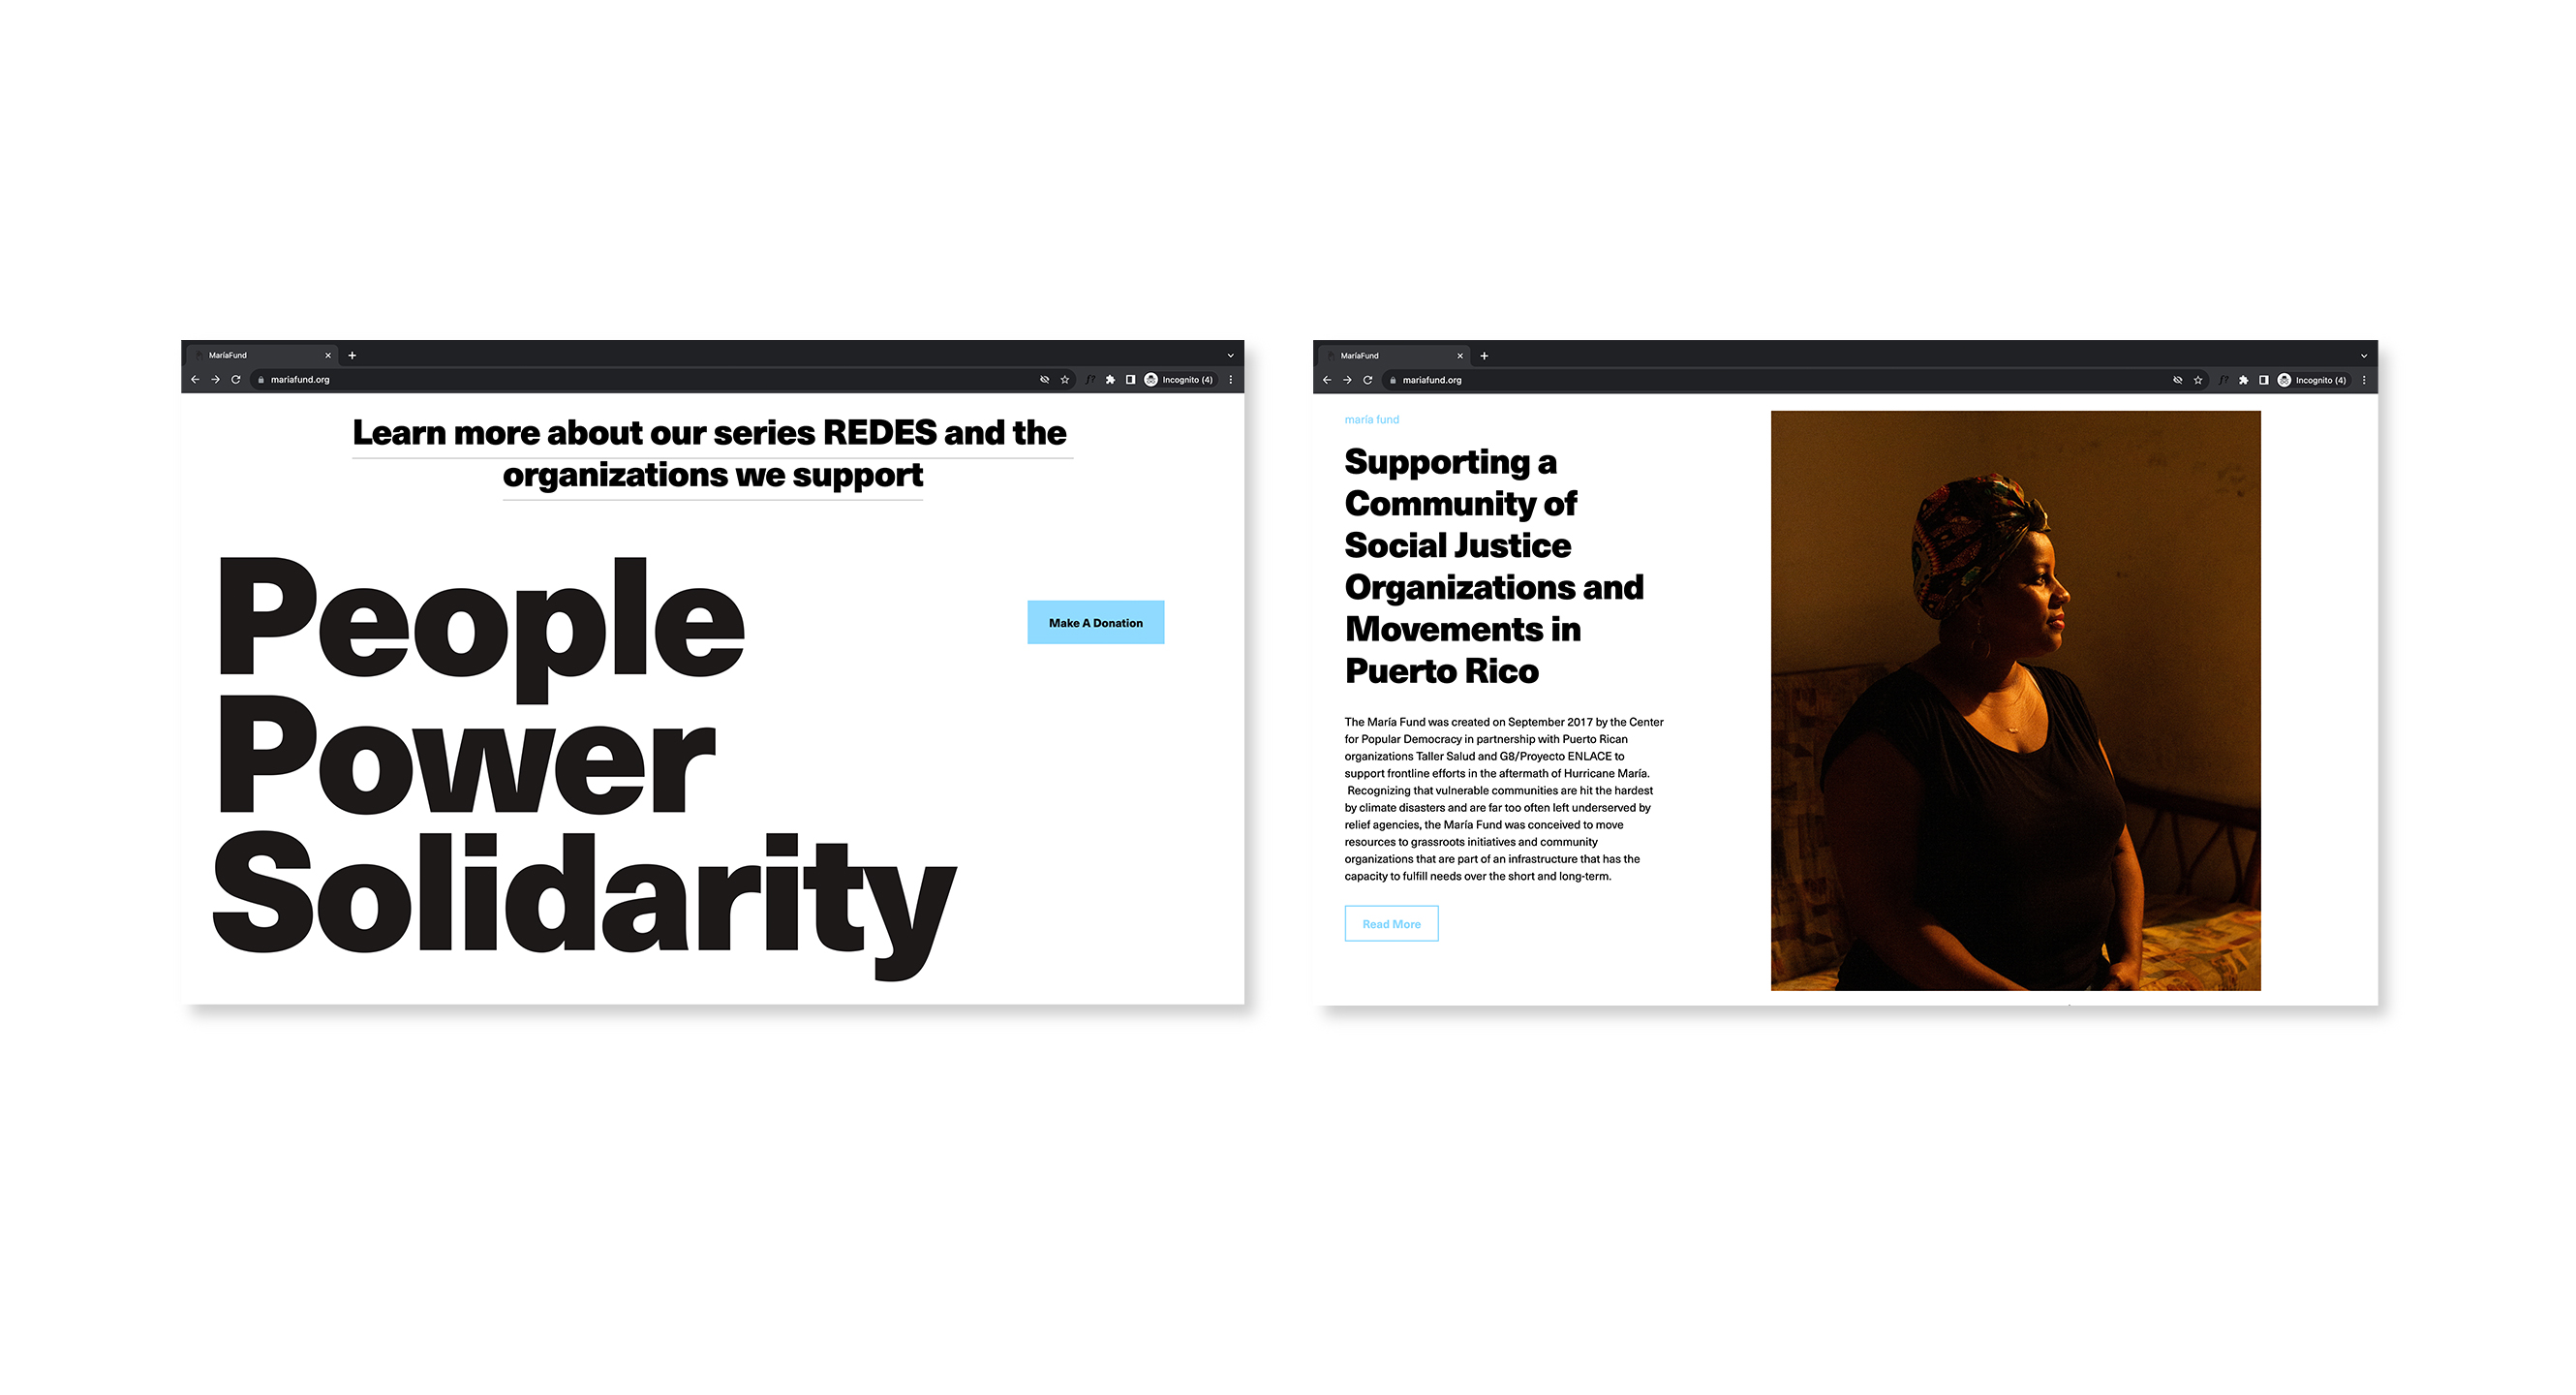 MaríaFund
mariafund.org
Incognito (4)
Learn more about our series REDES and the
organizations we support
People
Power
Solidarity
Make A Donation
MaríaFund
mariafund.org
Incognito (4)
maría fund
Supporting a
Community of
Social Justice
Organizations and
Movements in
Puerto Rico
The María Fund was created on September 2017 by the Center
for Popular Democracy in partnership with Puerto Rican
organizations Taller Salud and G8/Proyecto ENLACE to
support frontline efforts in the aftermath of Hurricane María.
Recognizing that vulnerable communities are hit the hardest
by climate disasters and are far too often left underserved by
relief agencies, the María Fund was conceived to move
resources to grassroots initiatives and community
organizations that are part of an infrastructure that has the
capacity to fulfill needs over the short and long-term.
Read More